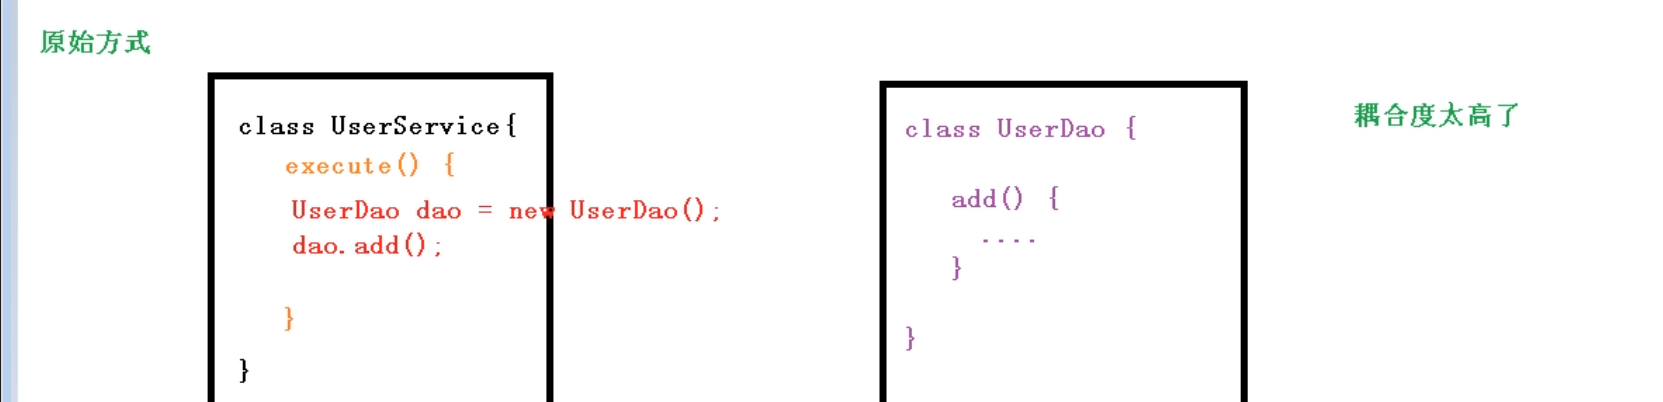 原始方式
class UserService{
execute() {
UserDao dao = new UserDao();
dao.add();
}
}
class UserDao {
add() {
....
}
}
耦合度太高了